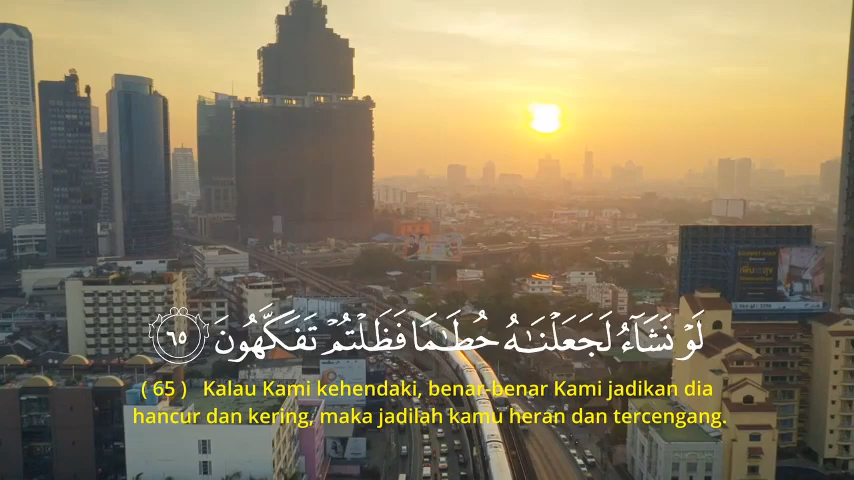 لَوْ نَشَآءُ لَجَعَلْنَـٰهُ حُطَـٰمًا فَظَلْتُمْ تَفَكَّهُونَ ٦٥
( 65 ) Kalau Kami kehendaki, benar-benar Kami jadikan dia
hancur dan kering, maka jadilah kamu heran dan tercengang.